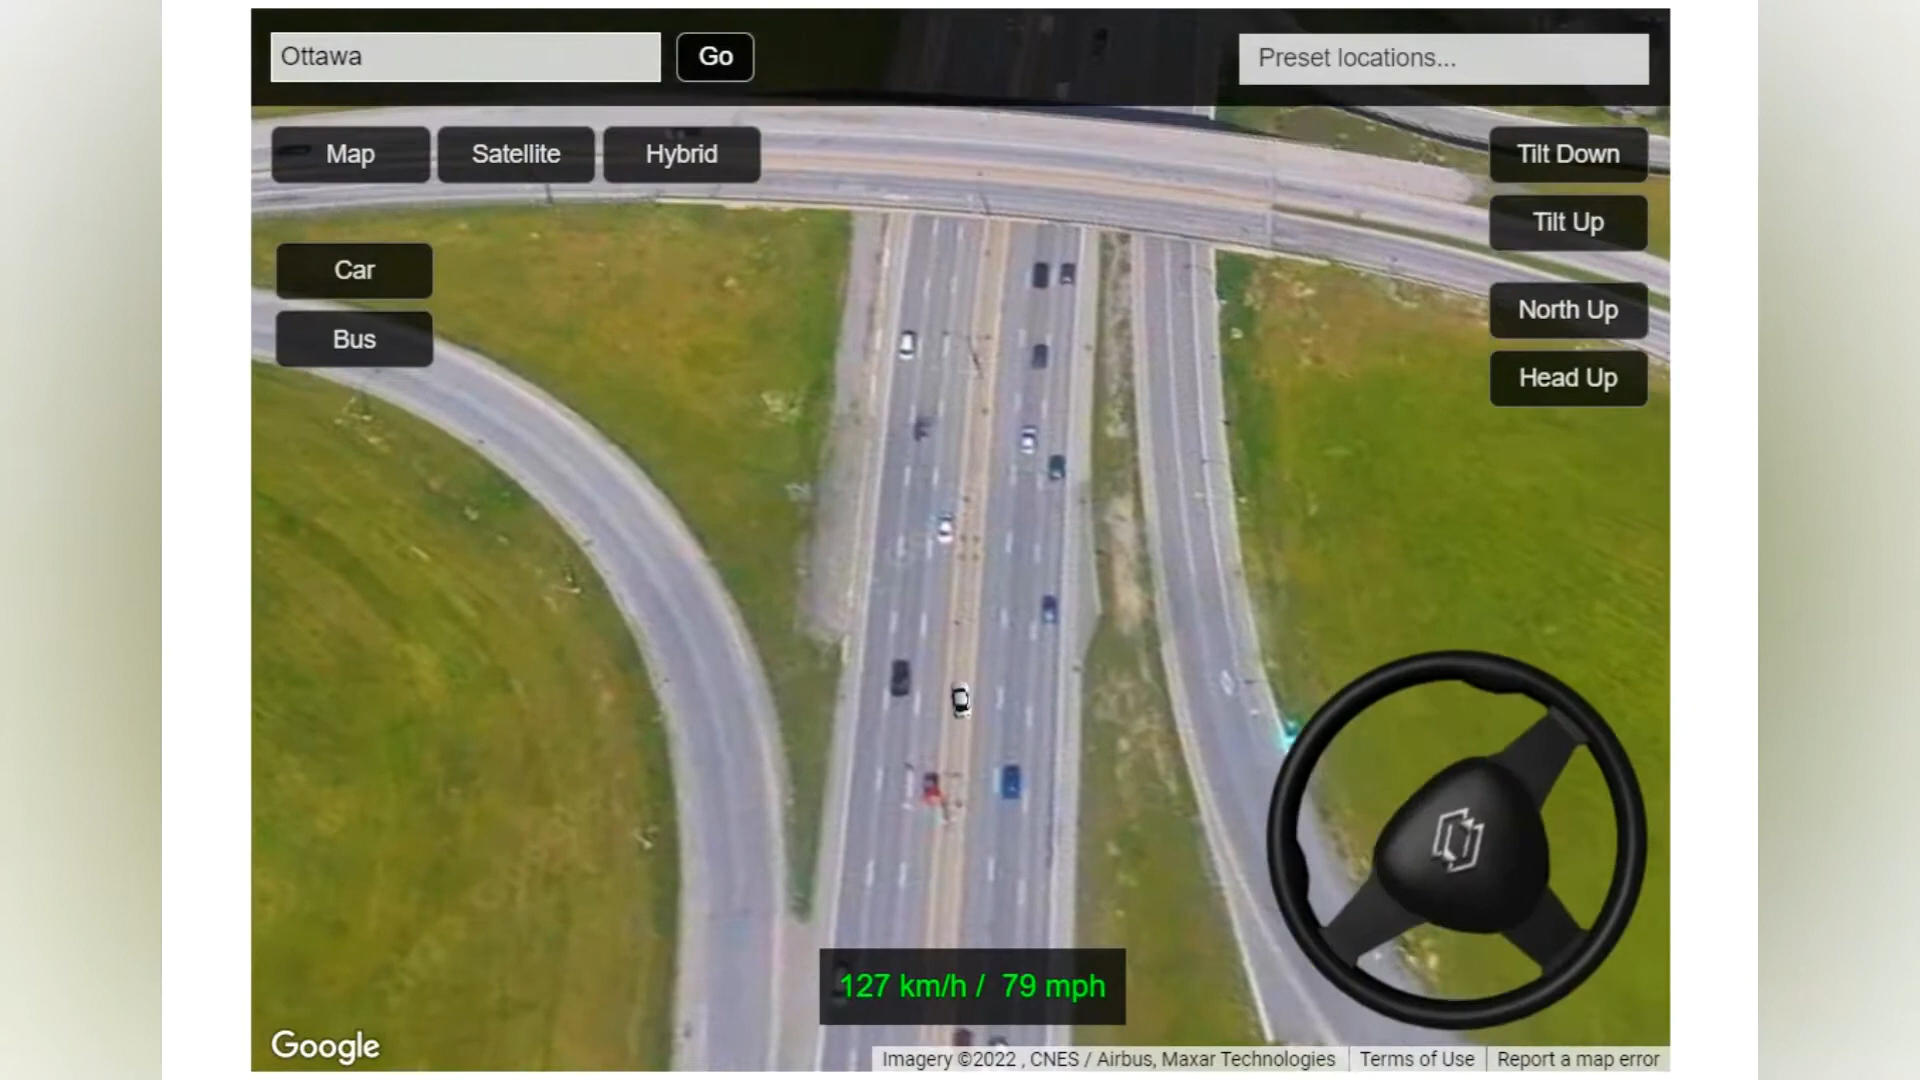 Ottawa
Go
Preset locations...
Map
Satellite
Hybrid
Tilt Down
Tilt Up
Car
Bus
North Up
Head Up
127 km/h / 79 mph
Google
Imagery ©2022 , CNES / Airbus, Maxar Technologies
Terms of Use
Report a map error